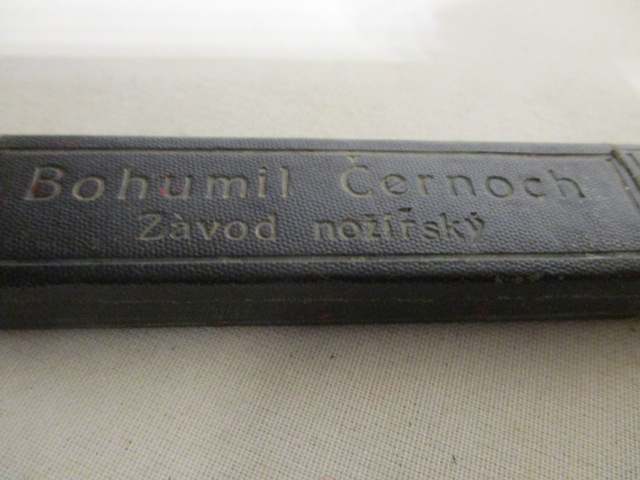 Bohumil Černoch
Zàvod nožířský